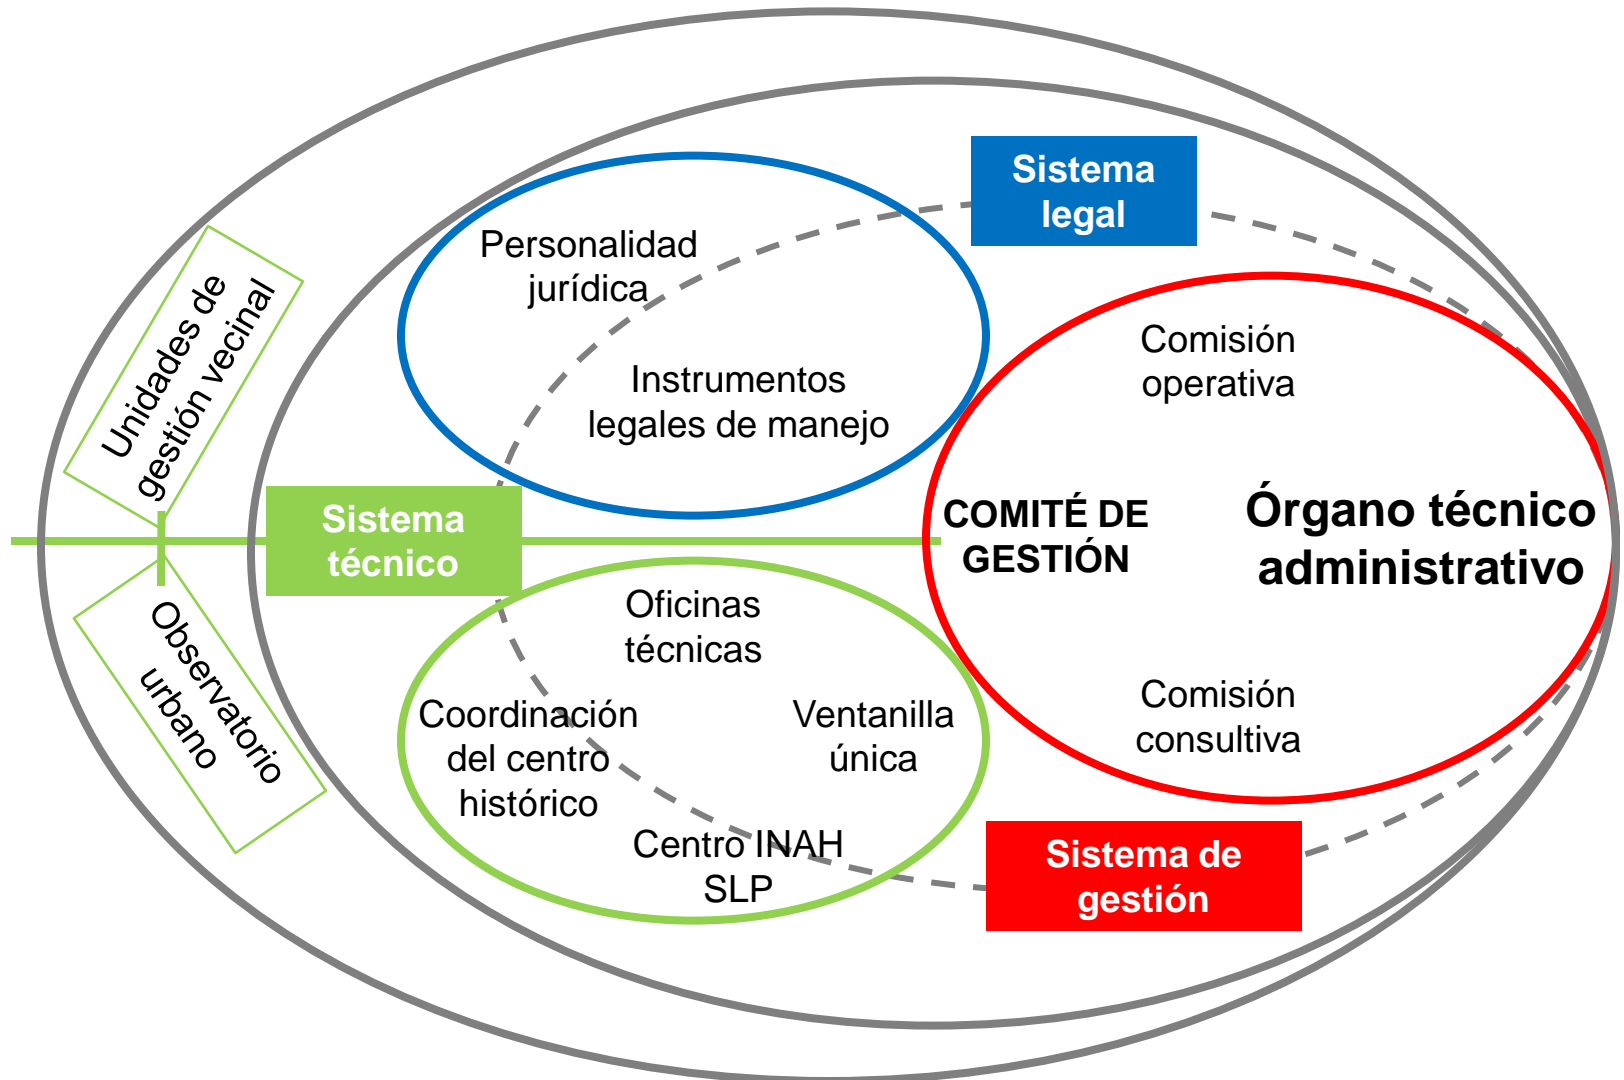 Sistema
legal
Personalidad
jurídica
Instrumentos
legales de manejo
Unidades de
gestión vecinal
Sistema
técnico
Observatorio
urbano
Oficinas
técnicas
Coordinación
del centro
histórico
Ventanilla
única
Centro INAH
SLP
Comisión
operativa
COMITÉ DE
GESTIÓN
Órgano técnico
administrativo
Comisión
consultiva
Sistema de
gestión